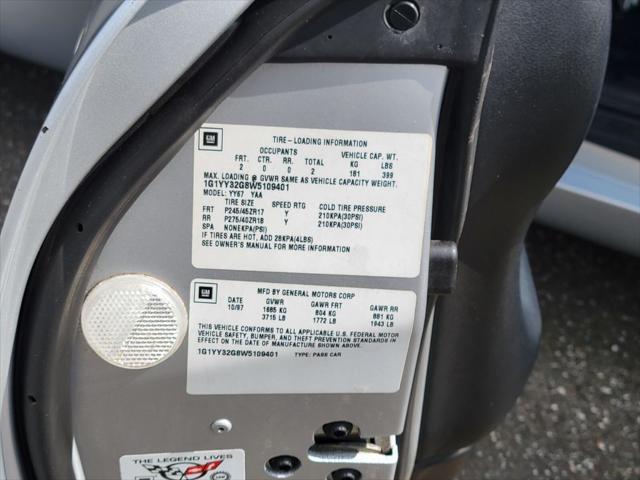 GM
TIRE-LOADING INFORMATION
OCCUPANTS VEHICLE CAP. WT.
FRT. CTR. RR. TOTAL KG LBS
2 0 0 2 181 399
MAX. LOADING @ GVWR SAME AS VEHICLE CAPACITY WEIGHT.
1G1YY32G8W5109401
MODEL: YY67 YAA
TIRE SIZE SPEED RTG COLD TIRE PRESSURE
FRT P245/45ZR17 Y 210KPA(30PSI)
RR P275/40ZR18 Y 210KPA(30PSI)
SPA NONEKPA(PSI)
IF TIRES ARE HOT, ADD 28KPA(4LBS)
SEE OWNER'S MANUAL FOR MORE INFORMATION
GM
MFD BY GENERAL MOTORS CORP
DATE GVWR GAWR FRT GAWR RR
10/97 1685 KG 804 KG 881 KG
3715 LB 1772 LB 1943 LB
THIS VEHICLE CONFORMS TO ALL APPLICABLE U.S. FEDERAL MOTOR
VEHICLE SAFETY, BUMPER, AND THEFT PREVENTION STANDARDS IN
EFFECT ON THE DATE OF MANUFACTURE SHOWN ABOVE.
1G1YY32G8W5109401 TYPE: PASS CAR
THE LEGEND LIVES